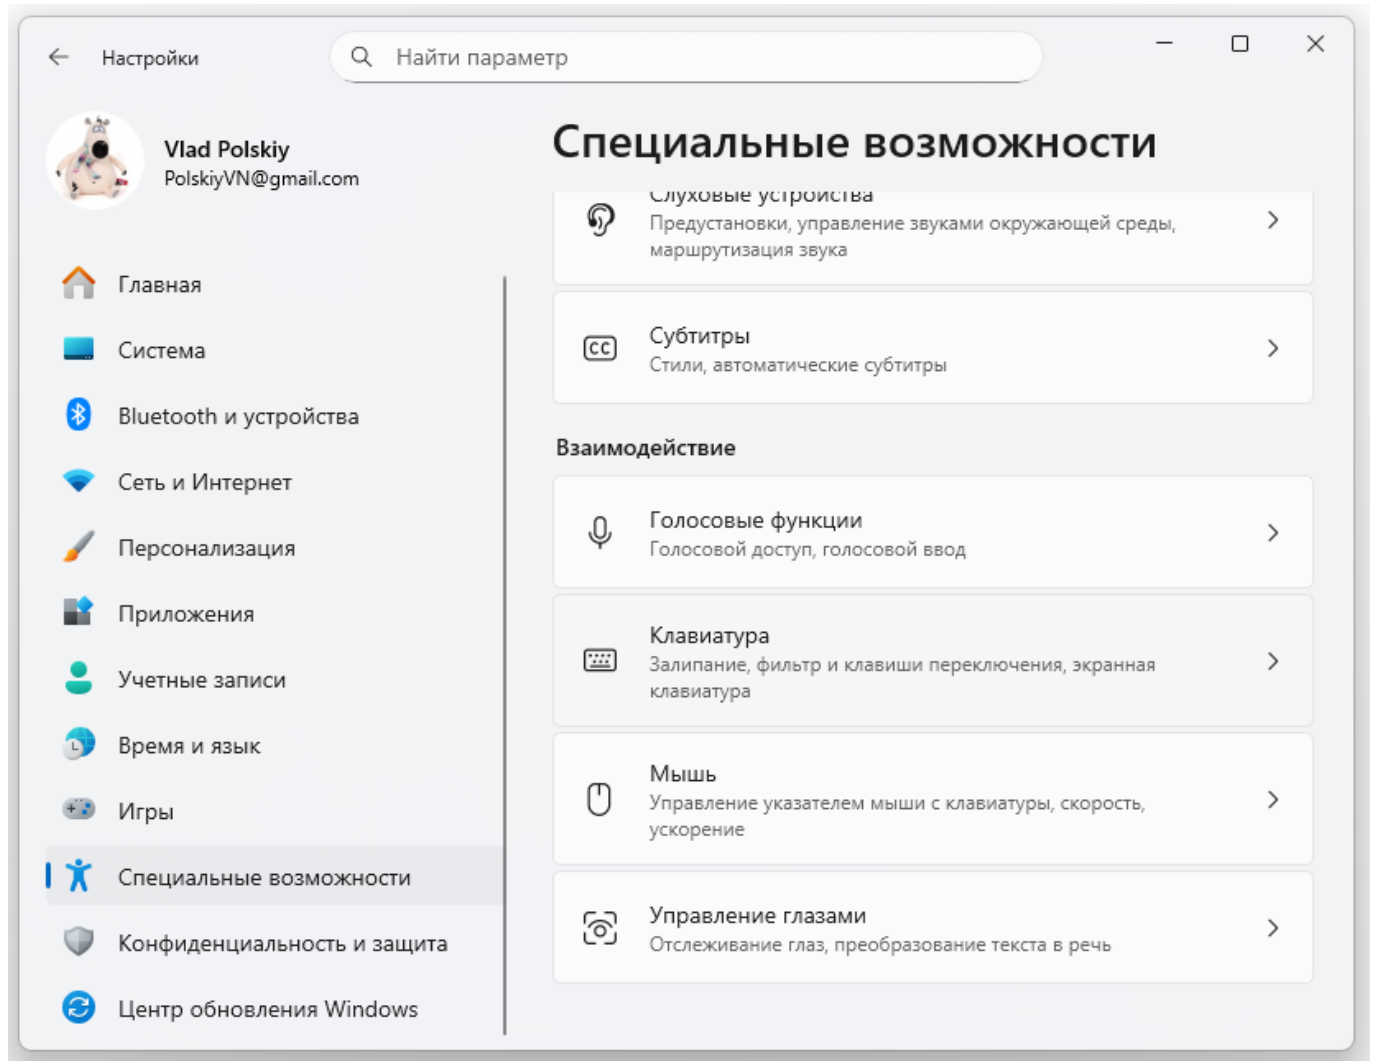 Настройки
Найти параметр
Vlad Polskiy
PolskiyVN@gmail.com
Главная
Система
Bluetooth и устройства
Сеть и Интернет
Персонализация
Приложения
Учетные записи
Время и язык
Игры
Специальные возможности
Конфиденциальность и защита
Центр обновления Windows
Специальные возможности
Слуховые устройства
Предустановки, управление звуками окружающей среды,
маршрутизация звука
CC
Субтитры
Стили, автоматические субтитры
Взаимодействие
Голосовые функции
Голосовой доступ, голосовой ввод
Клавиатура
Залипание, фильтр и клавиши переключения, экранная
клавиатура
Мышь
Управление указателем мыши с клавиатуры, скорость,
ускорение
Управление глазами
Отслеживание глаз, преобразование текста в речь